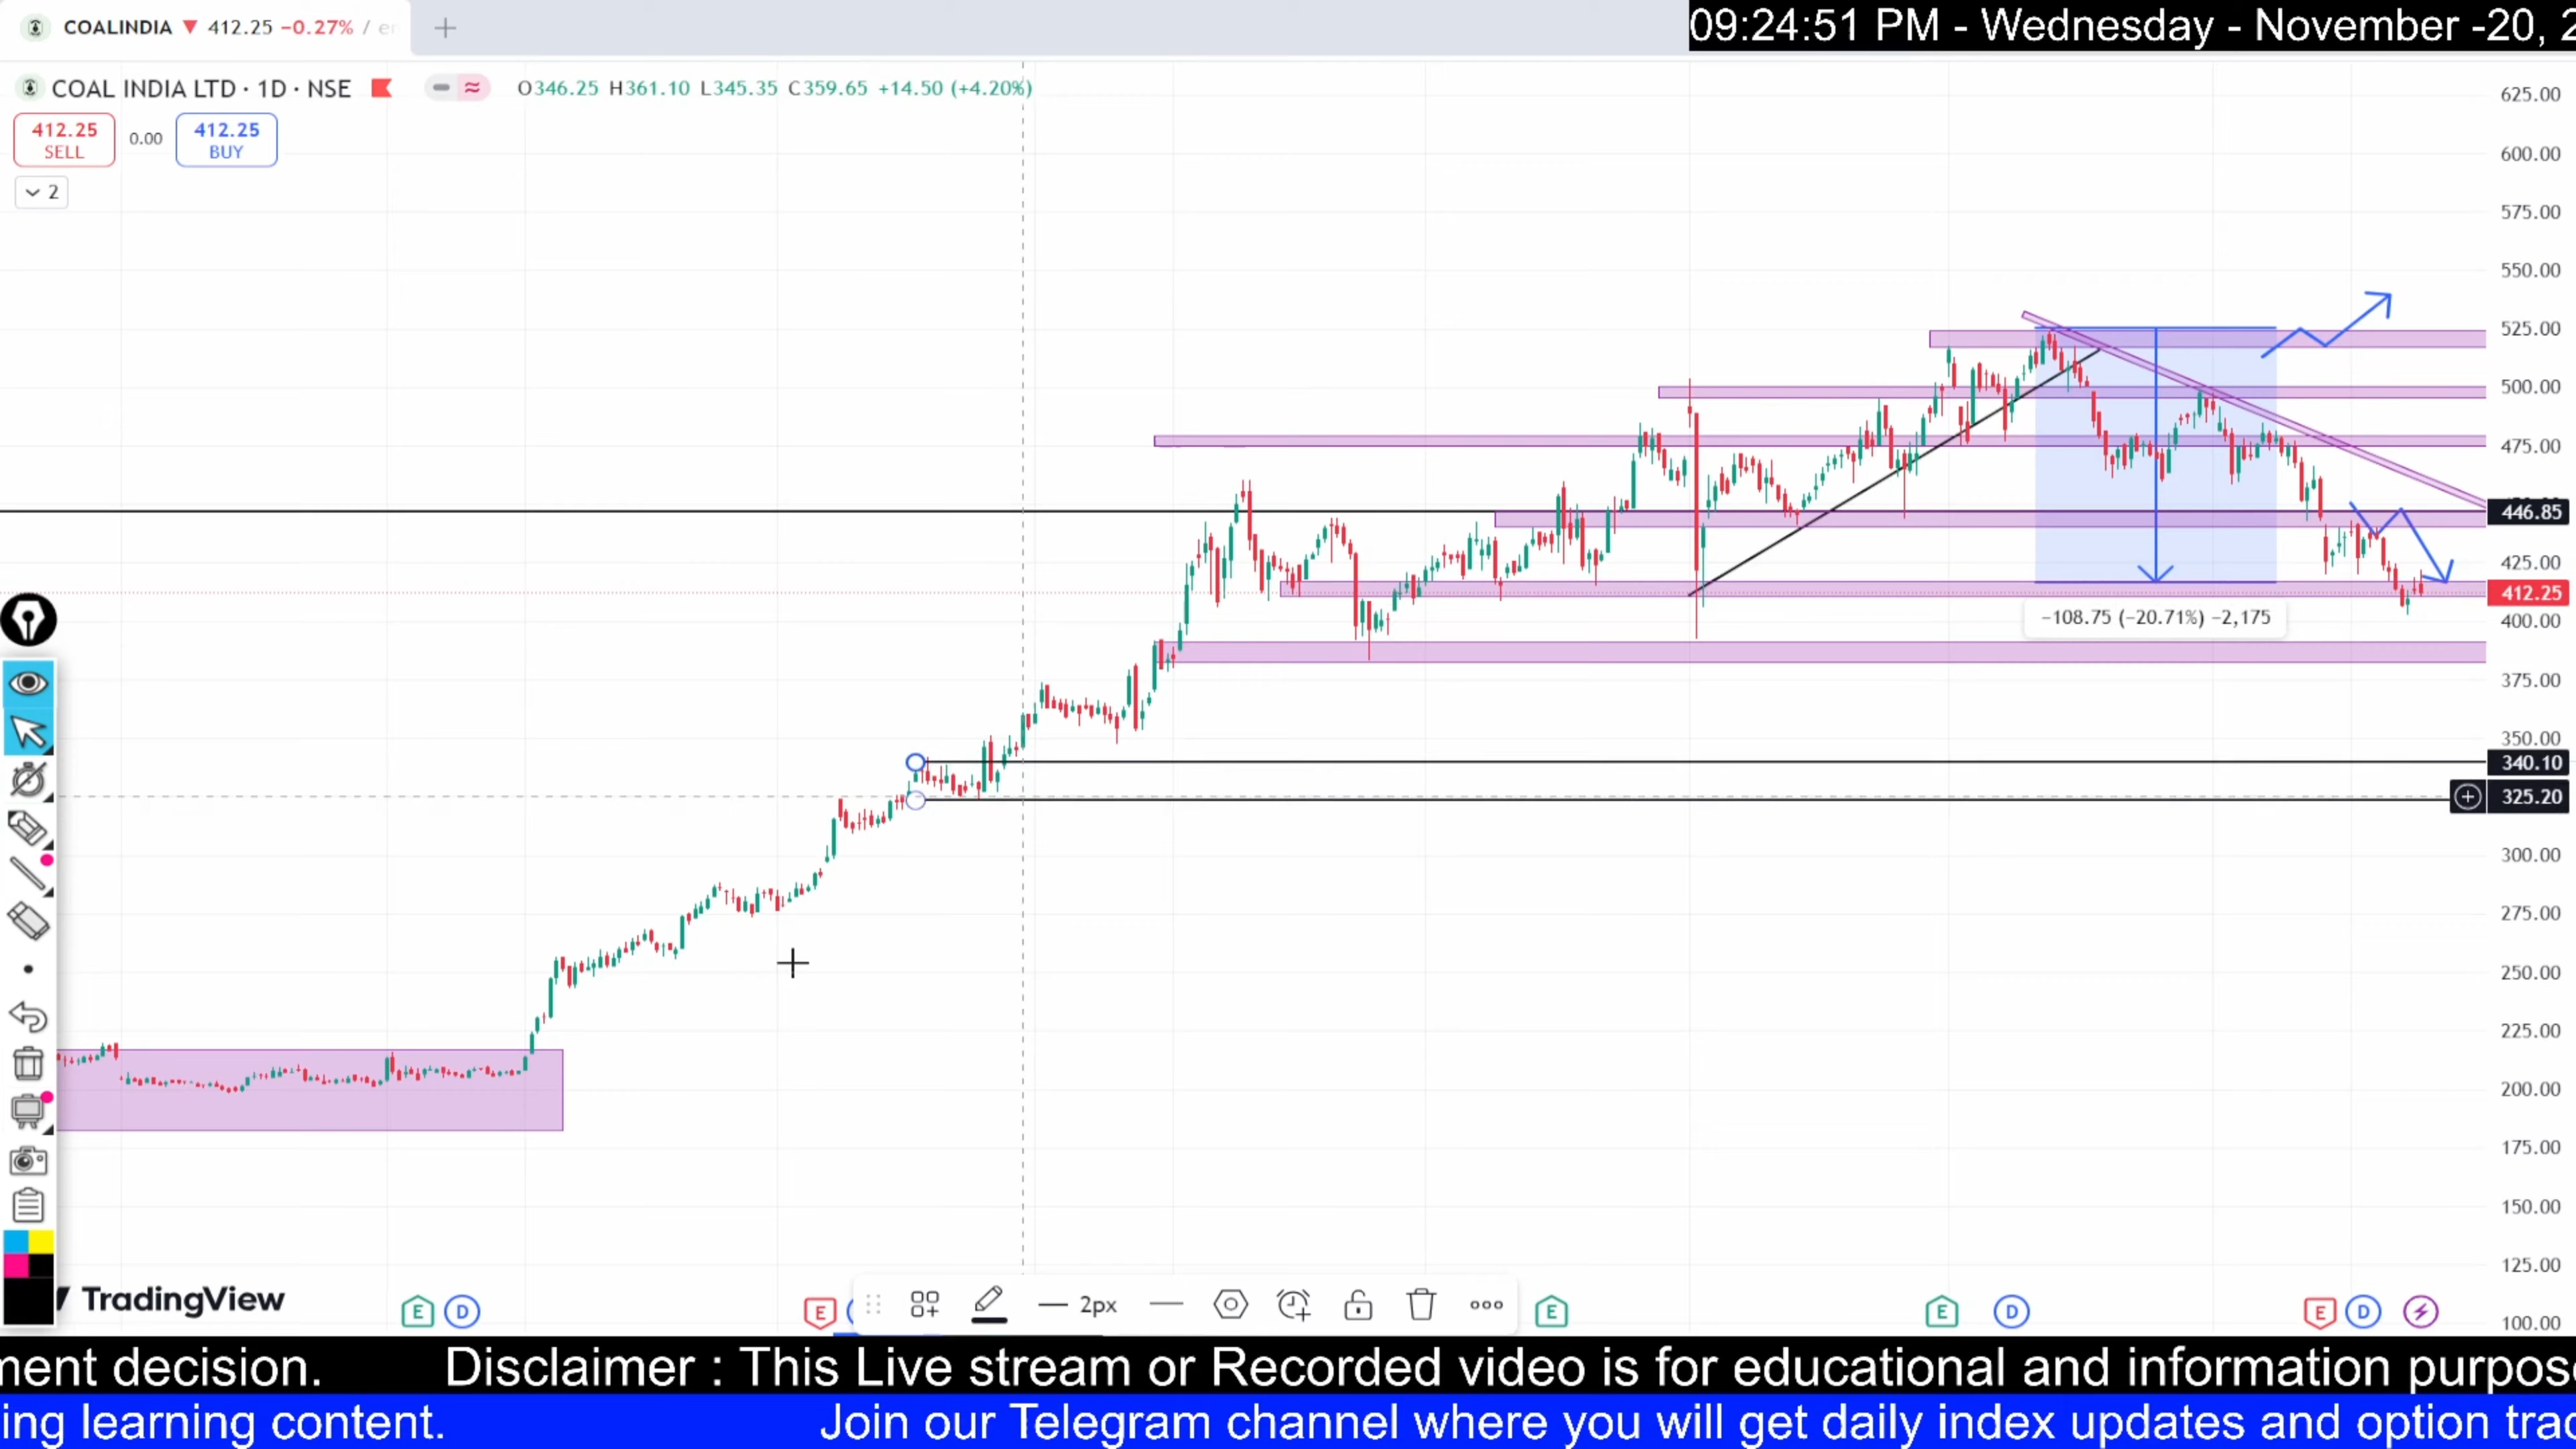 COALINDIA ▼ 412.25 −0.27% /
09:24:51 PM - Wednesday - November -20, 2
COAL INDIA LTD · 1D · NSE
O346.25 H361.10 L345.35 C359.65 +14.50 (+4.20%)
412.25
SELL
0.00
412.25
BUY
2
625.00
600.00
575.00
550.00
525.00
500.00
475.00
446.85
425.00
412.25
400.00
−108.75 (−20.71%) −2,175
375.00
350.00
340.10
325.20
300.00
275.00
250.00
225.00
200.00
175.00
150.00
125.00
100.00
TradingView
E D E 2px E E D E D
ment decision. Disclaimer : This Live stream or Recorded video is for educational and information purpos
ing learning content. Join our Telegram channel where you will get daily index updates and option trad